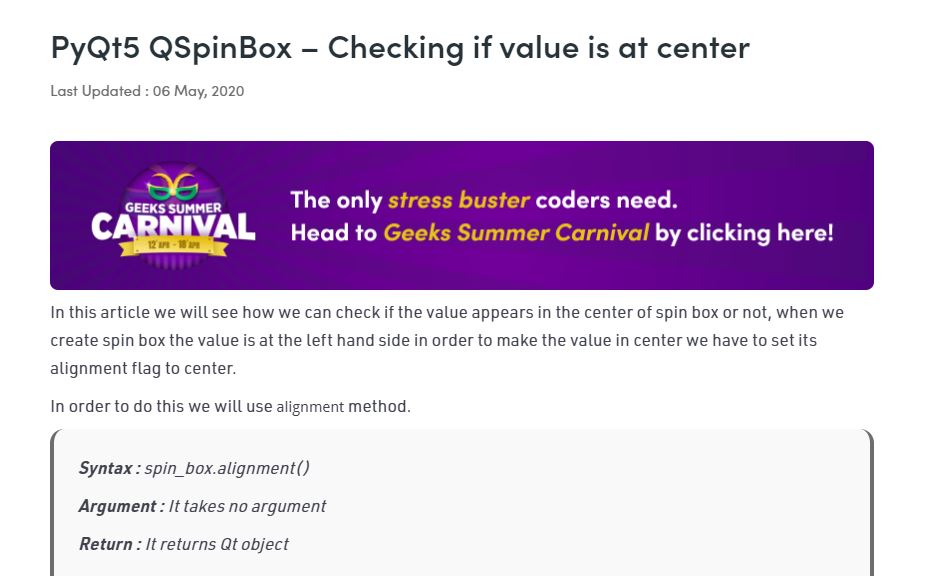 PyQt5 QSpinBox – Checking if value is at center
Last Updated : 06 May, 2020
GEEKS SUMMER
CARNIVAL
12 APR - 18 APR
The only stress buster coders need.
Head to Geeks Summer Carnival by clicking here!
In this article we will see how we can check if the value appears in the center of spin box or not, when we
create spin box the value is at the left hand side in order to make the value in center we have to set its
alignment flag to center.
In order to do this we will use alignment method.
Syntax : spin_box.alignment()
Argument : It takes no argument
Return : It returns Qt object